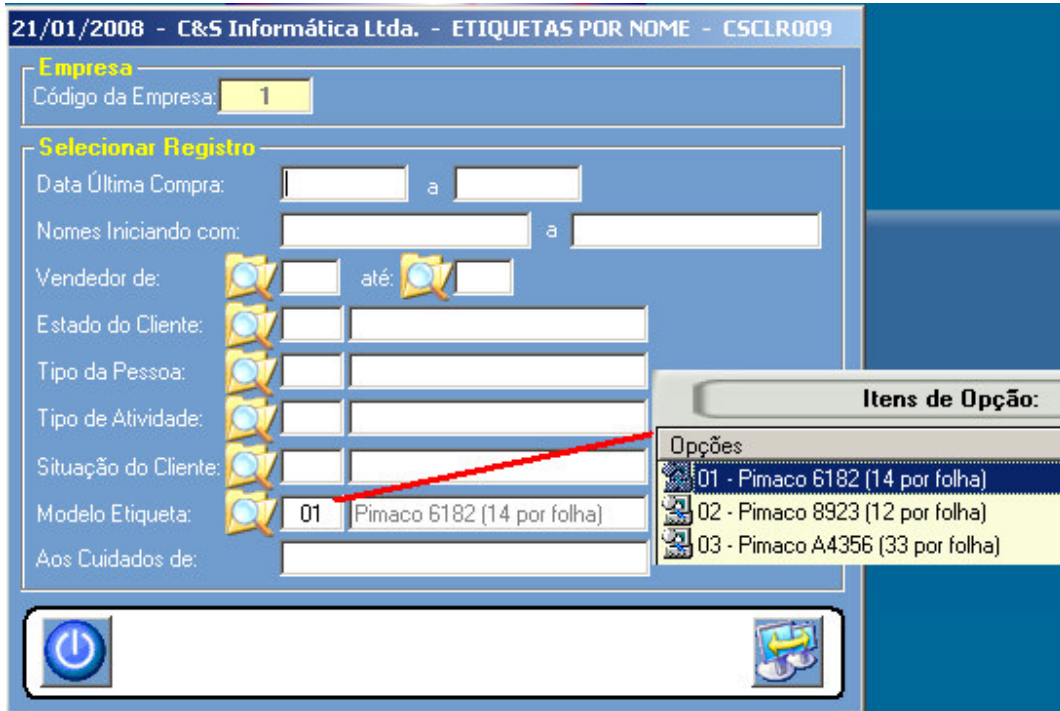 21/01/2008 - C&S Informática Ltda. - ETIQUETAS POR NOME - CSCLR009
Empresa
Código da Empresa: 1
Selecionar Registro
Data Última Compra: a
Nomes Iniciando com: a
Vendedor de: até:
Estado do Cliente:
Tipo da Pessoa:
Tipo de Atividade:
Situação do Cliente:
Modelo Etiqueta: 01 Pimaco 6182 (14 por folha)
Aos Cuidados de:
Itens de Opção:
Opções
01 - Pimaco 6182 (14 por folha)
02 - Pimaco 8923 (12 por folha)
03 - Pimaco A4356 (33 por folha)